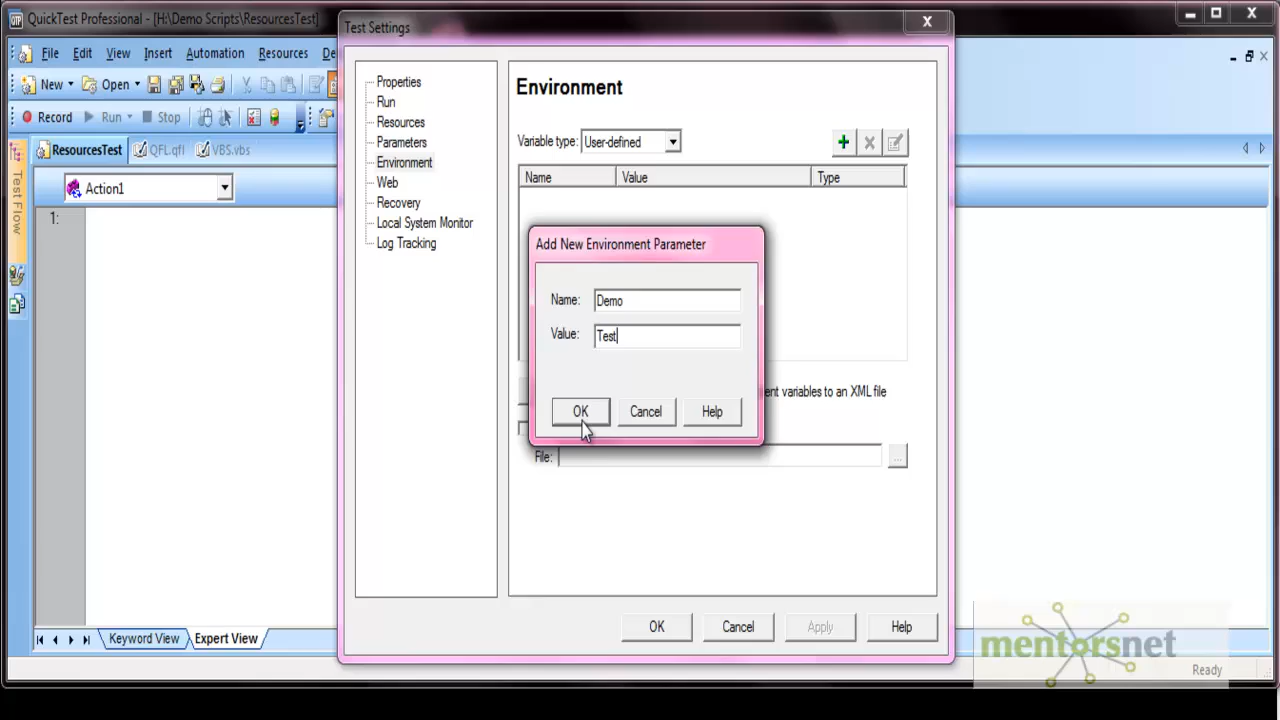 QuickTest Professional - [H:\Demo Scripts\ResourcesTest]
File Edit View Insert Automation Resources De
New Open
Record Run Stop
ResourcesTest QFL.qfl VBS.vbs
Action1
Test Flow
1:
Keyword View Expert View
Test Settings
Properties
Run
Resources
Parameters
Environment
Web
Recovery
Local System Monitor
Log Tracking
Environment
Variable type: User-defined
Name Value Type
Add New Environment Parameter
Name: Demo
Value: Test
OK Cancel Help
ent variables to an XML file
File: ...
OK Cancel Apply Help
mentorsnet
Ready